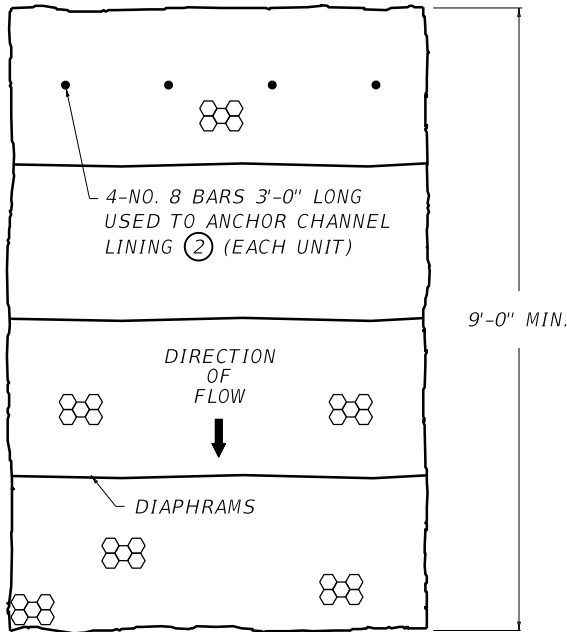 4-NO. 8 BARS 3'-0" LONG
USED TO ANCHOR CHANNEL
LINING 2 (EACH UNIT)
9'-0" MIN.
DIRECTION
OF
FLOW
DIAPHRAMS